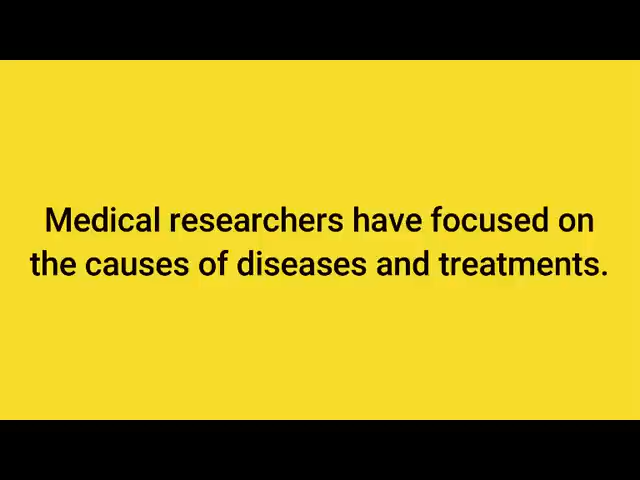 Medical researchers have focused on
the causes of diseases and treatments.